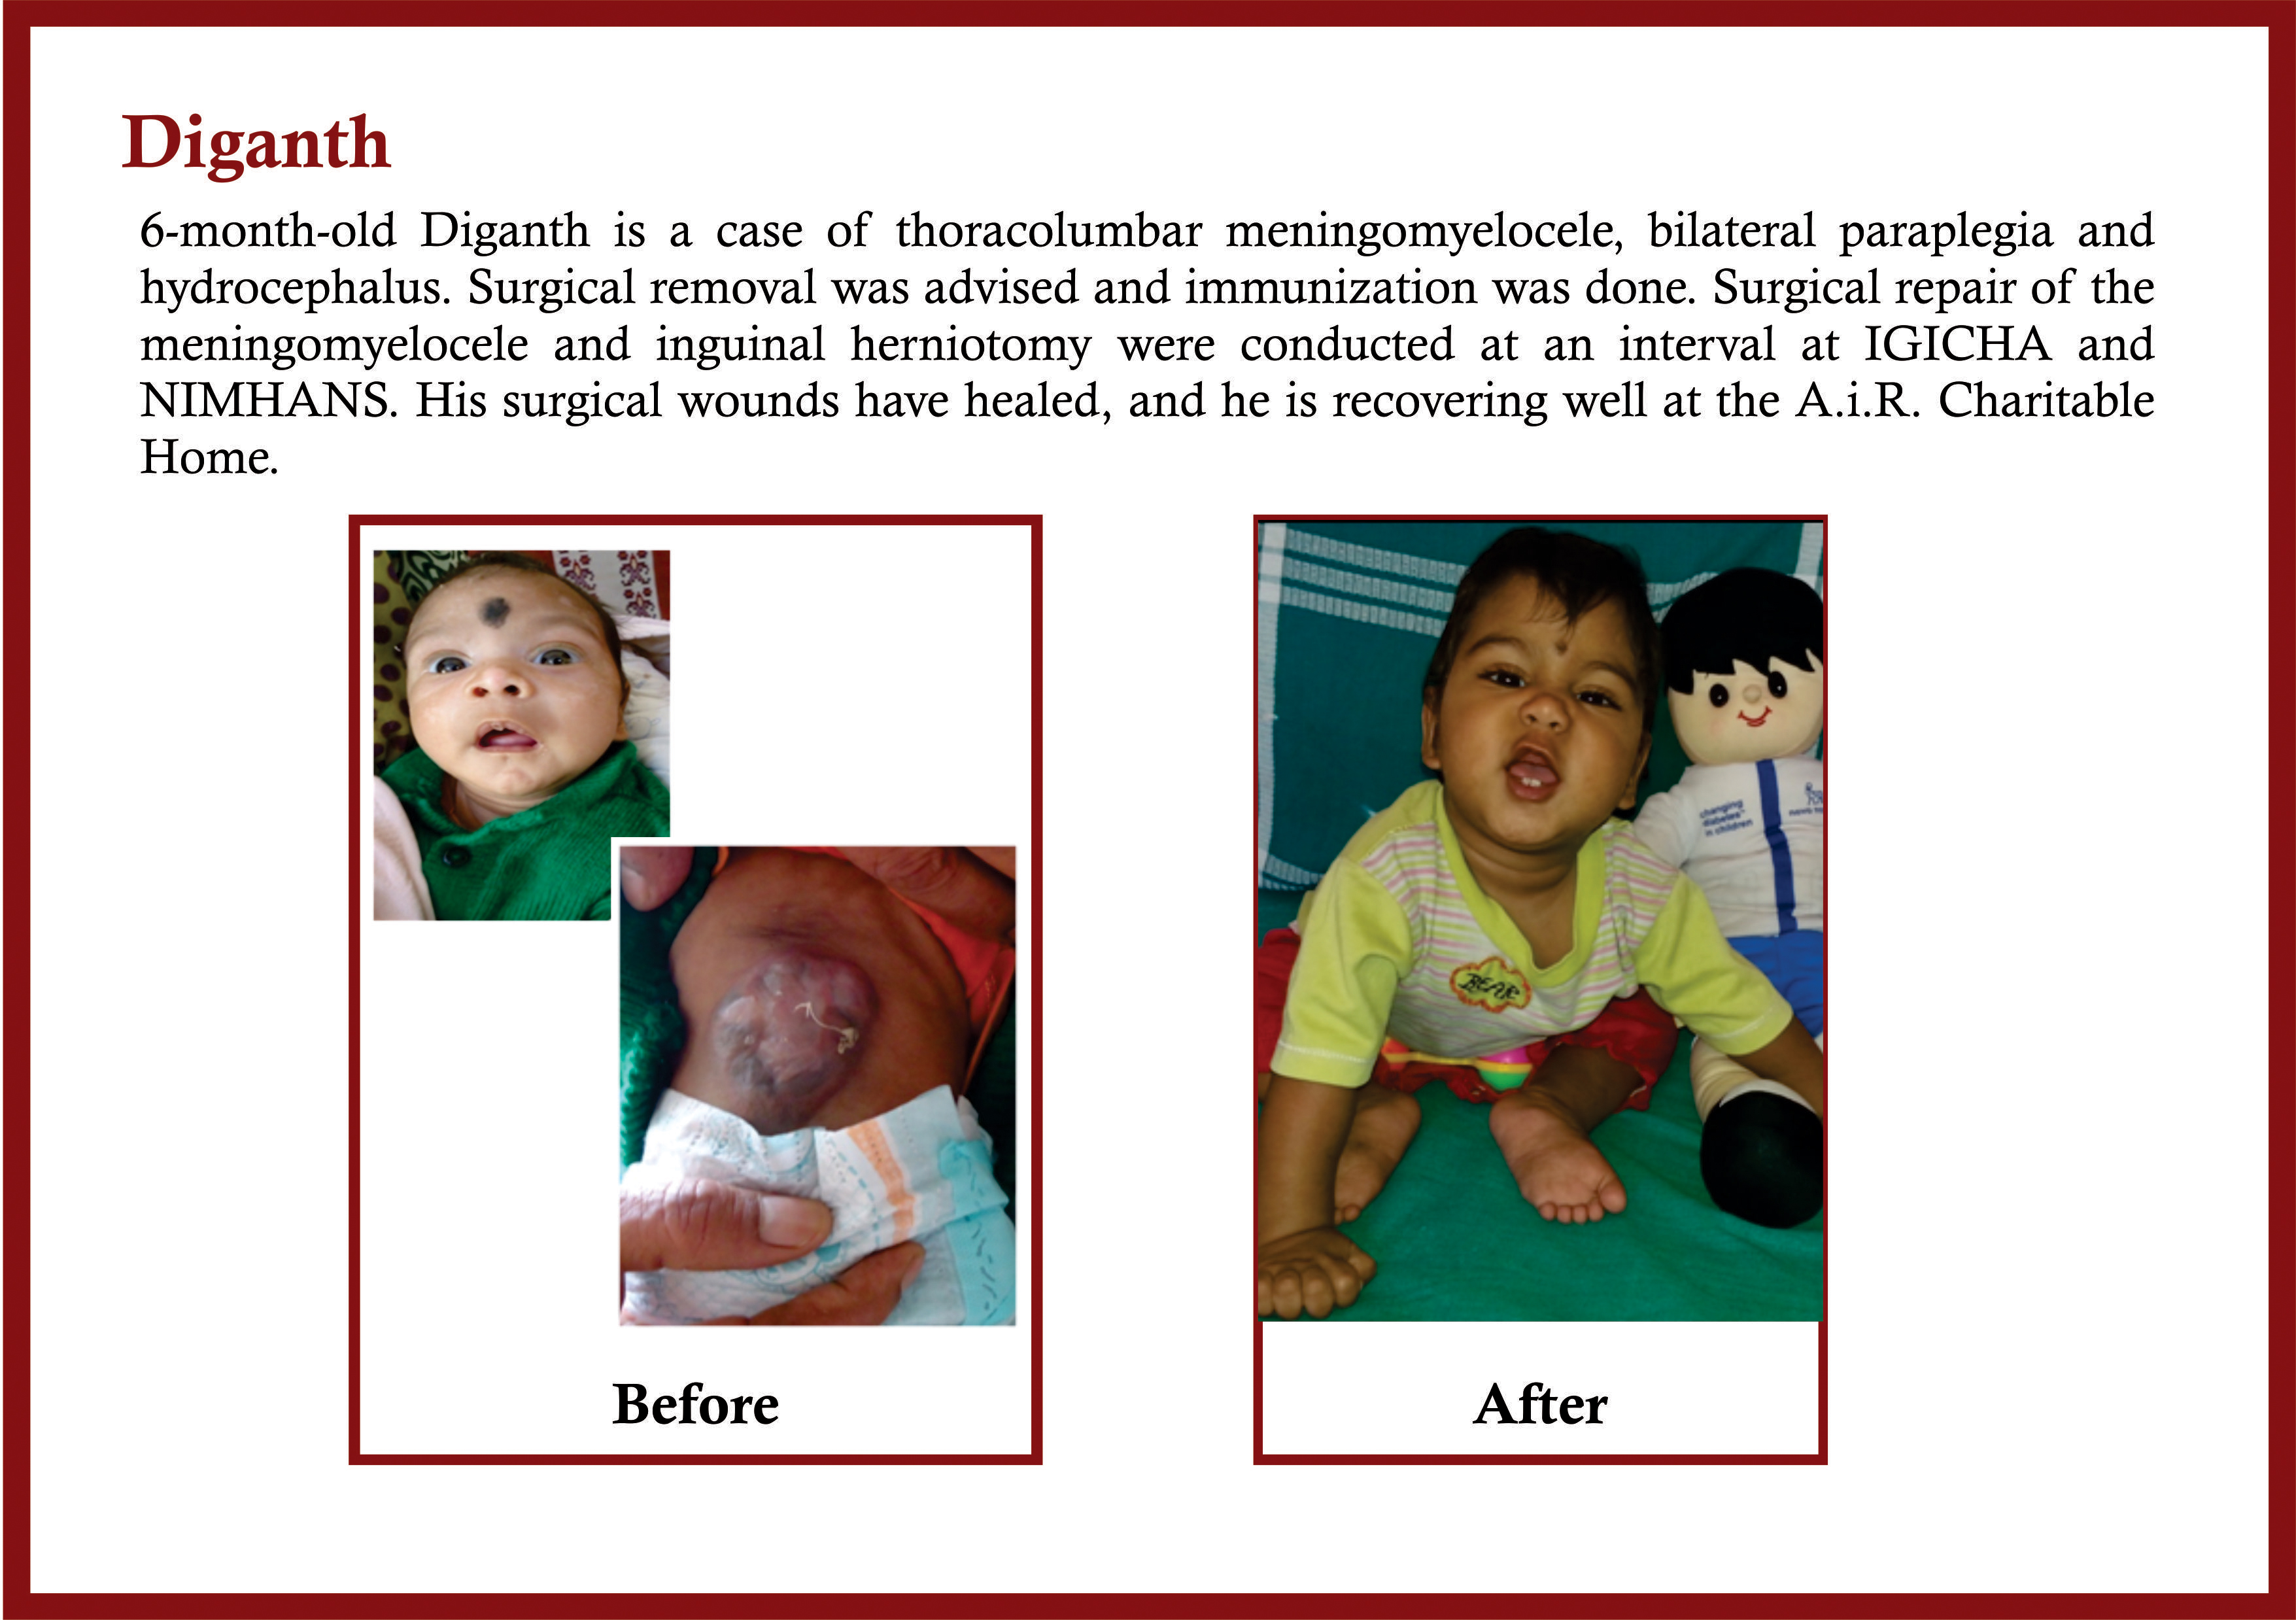 Diganth
6-month-old Diganth is a case of thoracolumbar meningomyelocele, bilateral paraplegia and
hydrocephalus. Surgical removal was advised and immunization was done. Surgical repair of the
meningomyelocele and inguinal herniotomy were conducted at an interval at IGICHA and
NIMHANS. His surgical wounds have healed, and he is recovering well at the A.i.R. Charitable
Home.
changing
diabetes™
in children
BEAR
Before
After